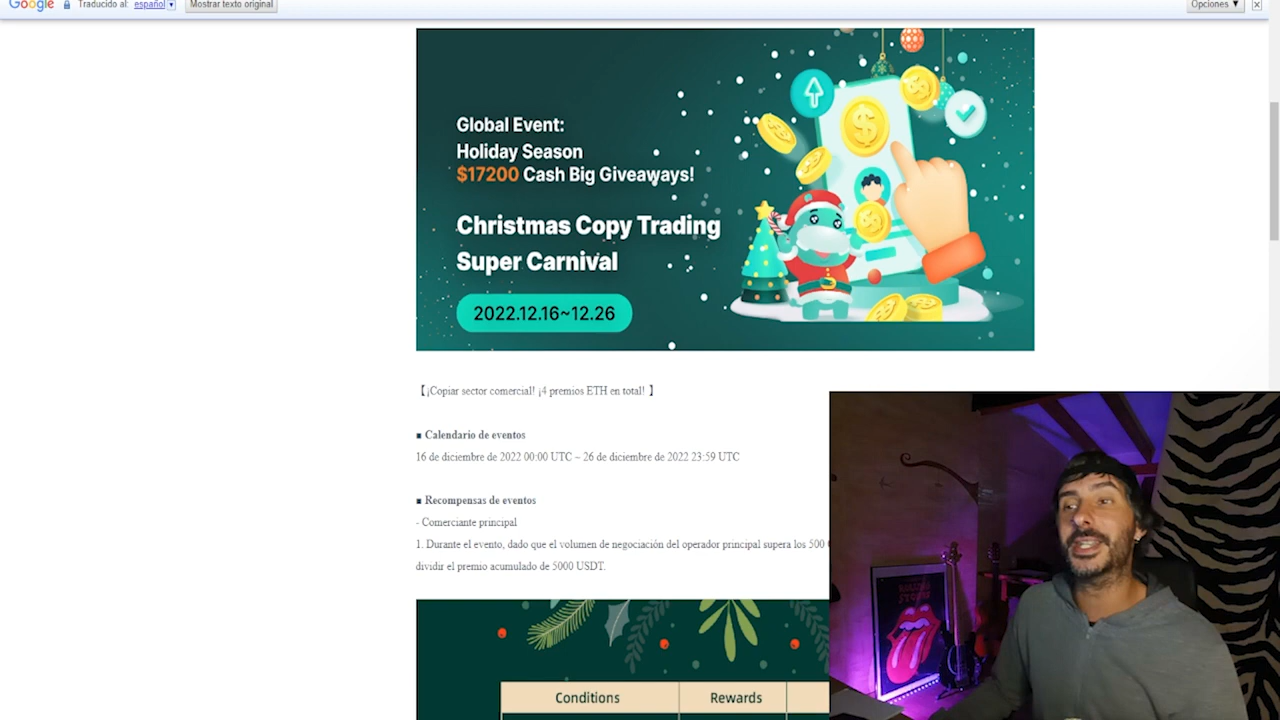 Google Traducido al: español Mostrar texto original Opciones
Global Event:
Holiday Season
$17200 Cash Big Giveaways!
Christmas Copy Trading
Super Carnival
2022.12.16~12.26
【¡Copiar sector comercial! ¡4 premios ETH en total! 】
■ Calendario de eventos
16 de diciembre de 2022 00:00 UTC ~ 26 de diciembre de 2022 23:59 UTC
■ Recompensas de eventos
- Comerciante principal
1. Durante el evento, dado que el volumen de negociación del operador principal supera los 500
dividir el premio acumulado de 5000 USDT.
Conditions Rewards